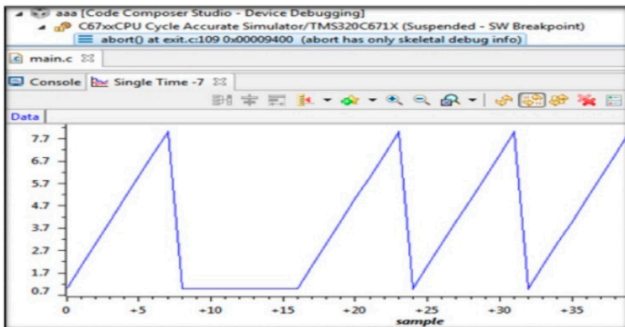 aaa [Code Composer Studio - Device Debugging]
C67xxCPU Cycle Accurate Simulator/TMS320C671X (Suspended - SW Breakpoint)
abort() at exit.c:109 0x00009400 (abort has only skeletal debug info)
main.c
Console Single Time -7
Data
7.7
6.7
5.7
4.7
3.7
2.7
1.7
0.7
0 +5 +10 +15 +20 +25 +30 +35
sample